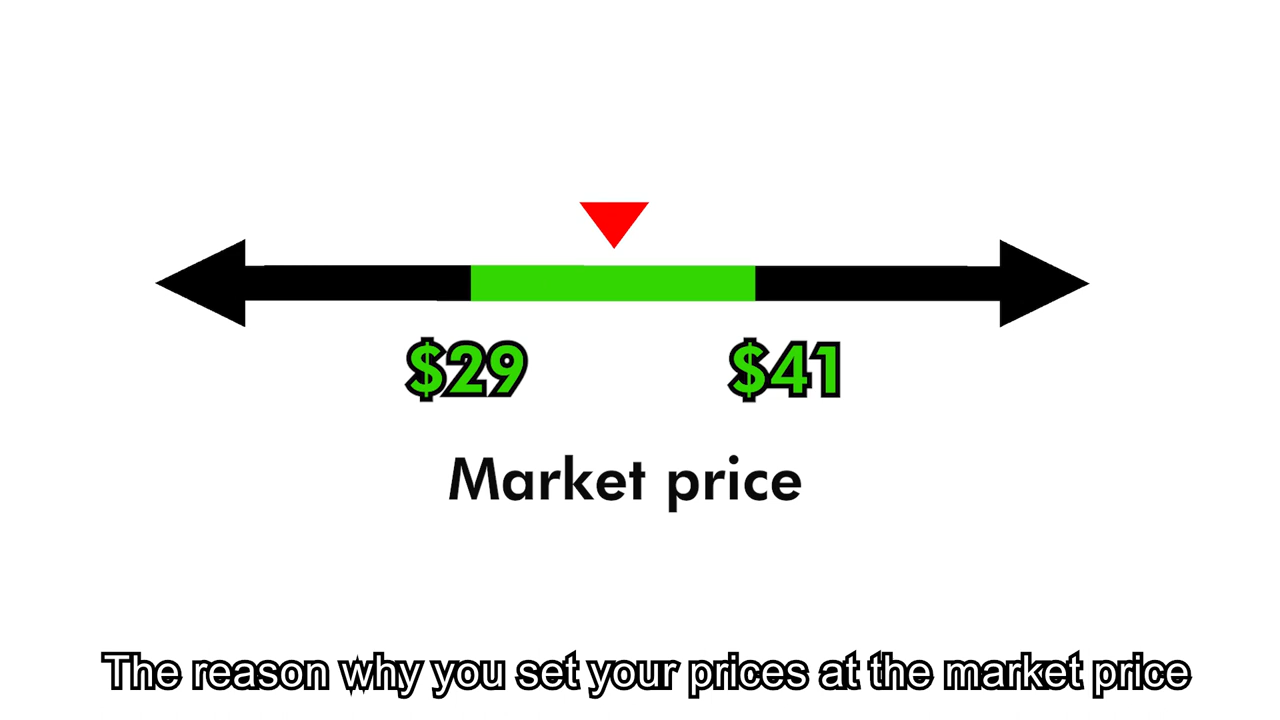 $29 $41
Market price
The reason why you set your prices at the market price